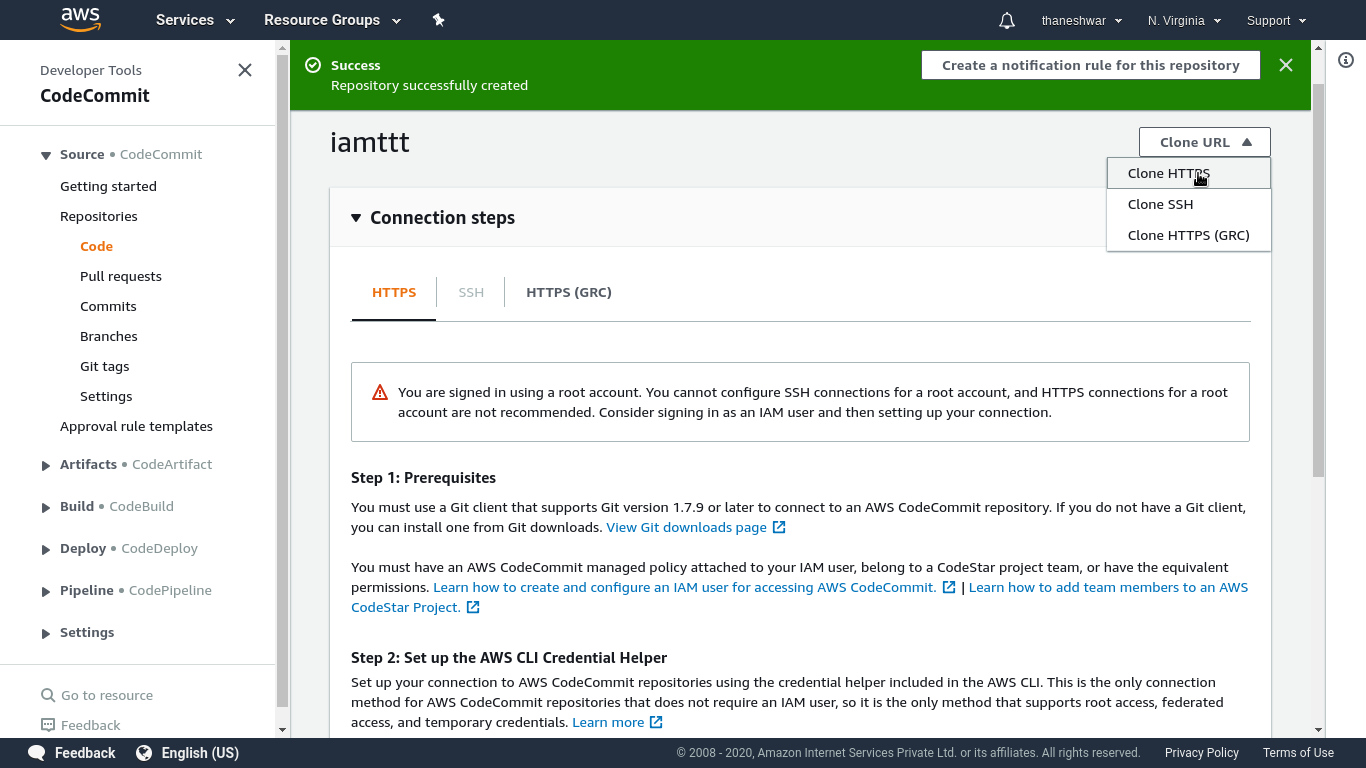 aws
Services
Resource Groups
thaneshwar
N. Virginia
Support
Developer Tools
CodeCommit
Source • CodeCommit
Getting started
Repositories
Code
Pull requests
Commits
Branches
Git tags
Settings
Approval rule templates
Artifacts • CodeArtifact
Build • CodeBuild
Deploy • CodeDeploy
Pipeline • CodePipeline
Settings
Go to resource
Feedback
Success
Repository successfully created
Create a notification rule for this repository
iamttt
Clone URL
Clone HTTPS
Clone SSH
Clone HTTPS (GRC)
Connection steps
HTTPS
SSH
HTTPS (GRC)
You are signed in using a root account. You cannot configure SSH connections for a root account, and HTTPS connections for a root
account are not recommended. Consider signing in as an IAM user and then setting up your connection.
Step 1: Prerequisites
You must use a Git client that supports Git version 1.7.9 or later to connect to an AWS CodeCommit repository. If you do not have a Git client,
you can install one from Git downloads. View Git downloads page
You must have an AWS CodeCommit managed policy attached to your IAM user, belong to a CodeStar project team, or have the equivalent
permissions. Learn how to create and configure an IAM user for accessing AWS CodeCommit. | Learn how to add team members to an AWS
CodeStar Project.
Step 2: Set up the AWS CLI Credential Helper
Set up your connection to AWS CodeCommit repositories using the credential helper included in the AWS CLI. This is the only connection
method for AWS CodeCommit repositories that does not require an IAM user, so it is the only method that supports root access, federated
access, and temporary credentials. Learn more
Feedback
English (US)
© 2008 - 2020, Amazon Internet Services Private Ltd. or its affiliates. All rights reserved.
Privacy Policy
Terms of Use